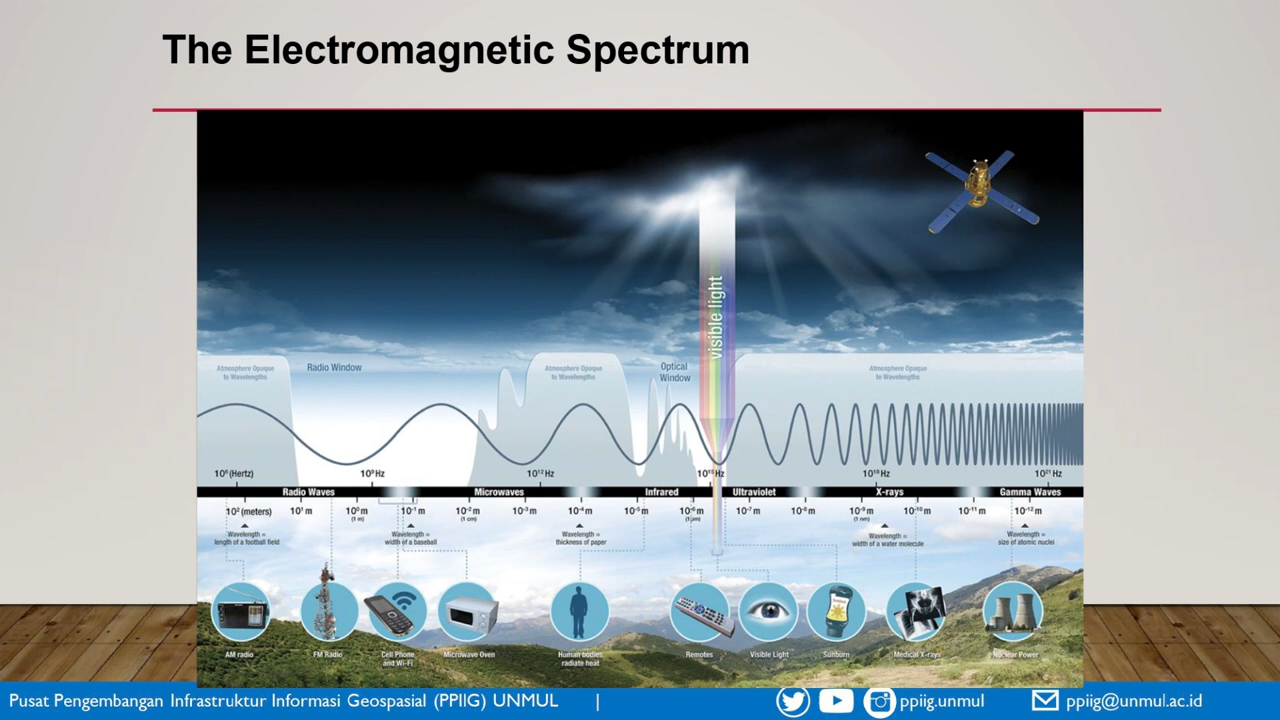 The Electromagnetic Spectrum
visible light
Atmosphere Opaque
to Wavelengths
Radio Window
Atmosphere Opaque
to Wavelengths
Optical
Window
Atmosphere Opaque
to Wavelengths
10⁶ (Hertz) 10⁹ Hz 10¹² Hz 10¹⁵ Hz 10¹⁸ Hz 10²¹ Hz
Radio Waves Microwaves Infrared Ultraviolet X-rays Gamma Waves
10² (meters) 10¹ m 10⁰ m 10⁻¹ m 10⁻² m 10⁻³ m 10⁻⁴ m 10⁻⁵ m 10⁻⁶ m 10⁻⁷ m 10⁻⁸ m 10⁻⁹ m 10⁻¹⁰ m 10⁻¹¹ m 10⁻¹² m
(1 m) (1 cm) (1 μm) (1 nm)
Wavelength =
length of a football field
Wavelength =
width of a baseball
Wavelength =
thickness of paper
Wavelength =
width of a water molecule
Wavelength =
size of atomic nuclei
AM radio
FM Radio
Cell Phone
and Wi-Fi
Microwave Oven
Human bodies
radiate heat
Remotes
Visible Light
Sunburn
Medical X-rays
Nuclear Power
Pusat Pengembangan Infrastruktur Informasi Geospasial (PPIIG) UNMUL | ppiig.unmul ppiig@unmul.ac.id